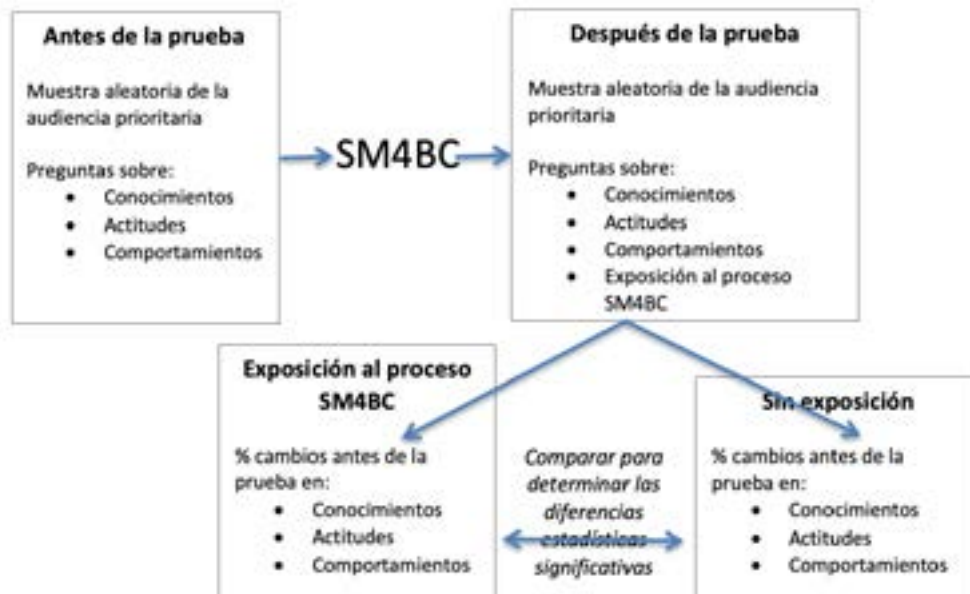 Antes de la prueba
Muestra aleatoria de la
audiencia prioritaria
Preguntas sobre:
• Conocimientos
• Actitudes
• Comportamientos
SM4BC
Después de la prueba
Muestra aleatoria de la audiencia
prioritaria
Preguntas sobre:
• Conocimientos
• Actitudes
• Comportamientos
• Exposición al proceso
SM4BC
Exposición al proceso
SM4BC
% cambios antes de la
prueba en:
• Conocimientos
• Actitudes
• Comportamientos
Comparar para
determinar las
diferencias
estadísticas
significativas
Sin exposición
% cambios antes de la
prueba en:
• Conocimientos
• Actitudes
• Comportamientos